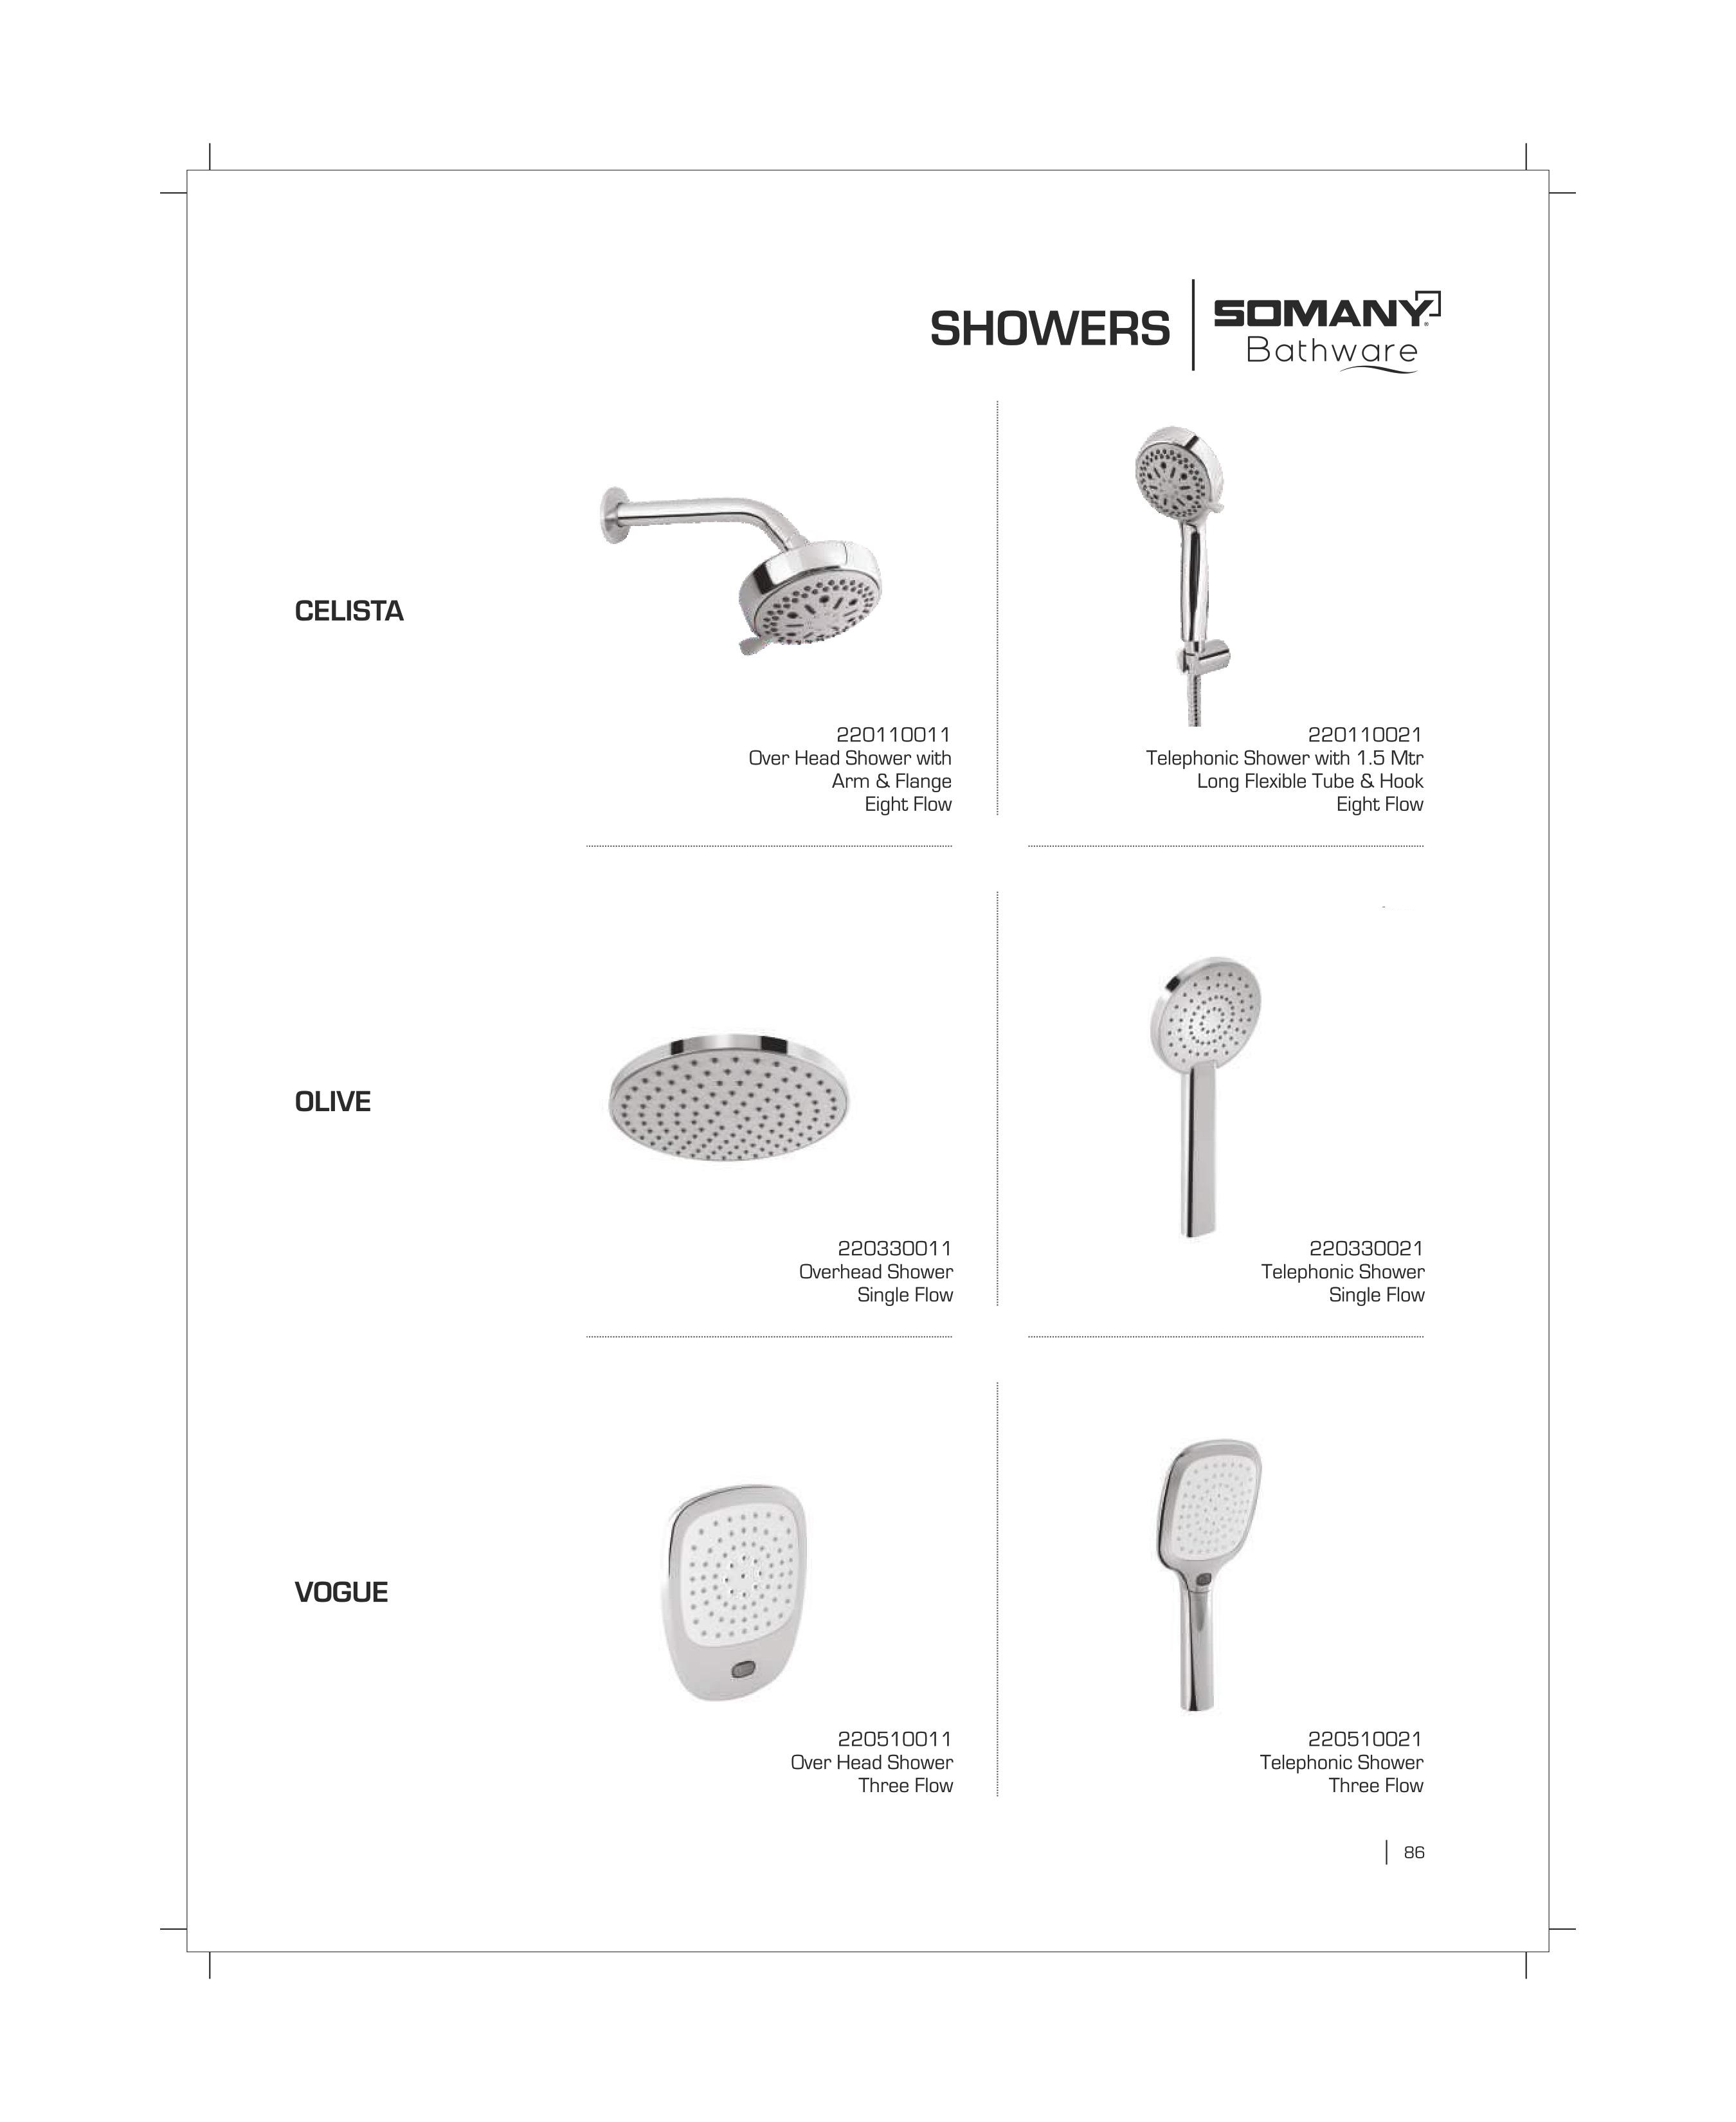 SHOWERS
SOMANY
Bathware
CELISTA
220110011
Over Head Shower with
Arm & Flange
Eight Flow
220110021
Telephonic Shower with 1.5 Mtr
Long Flexible Tube & Hook
Eight Flow
OLIVE
220330011
Overhead Shower
Single Flow
220330021
Telephonic Shower
Single Flow
VOGUE
220510011
Over Head Shower
Three Flow
220510021
Telephonic Shower
Three Flow
86